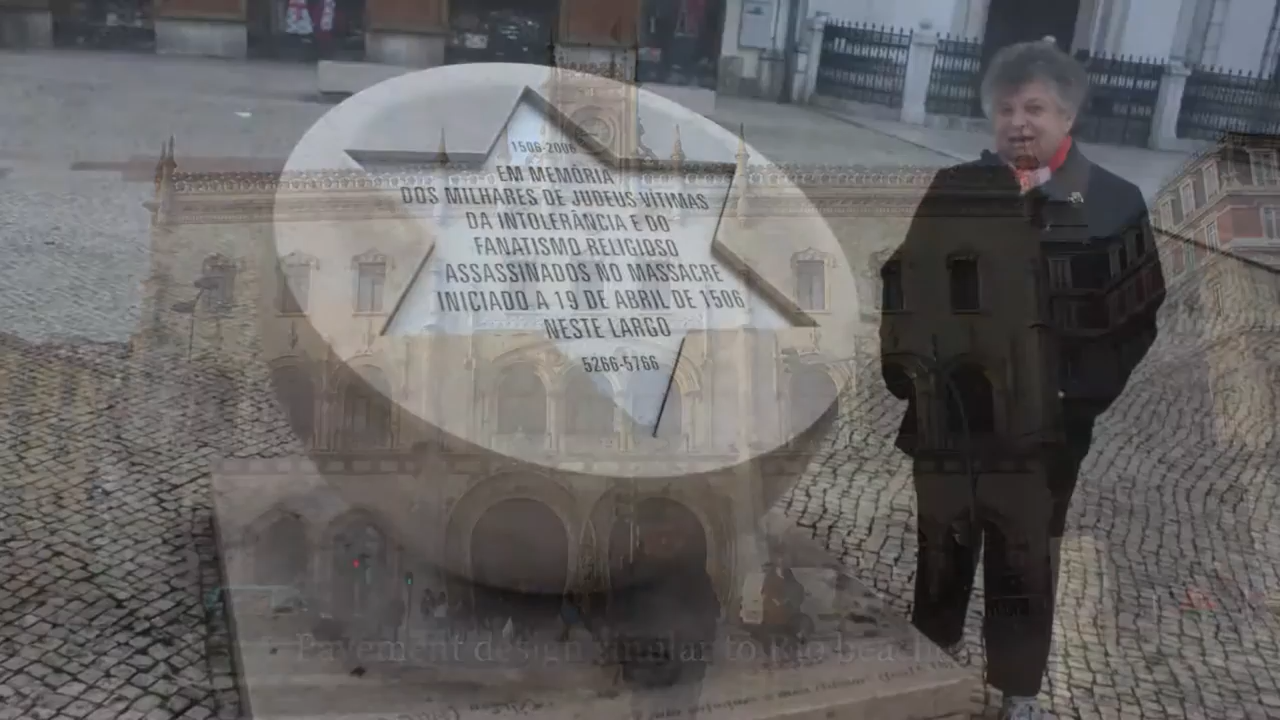 1506-2006
EM MEMÓRIA
DOS MILHARES DE JUDEUS VÍTIMAS
DA INTOLERÂNCIA E DO
FANATISMO RELIGIOSO
ASSASSINADOS NO MASSACRE
INICIADO A 19 DE ABRIL DE 1506
NESTE LARGO
5266-5766
Pavement design similar to Rio beach